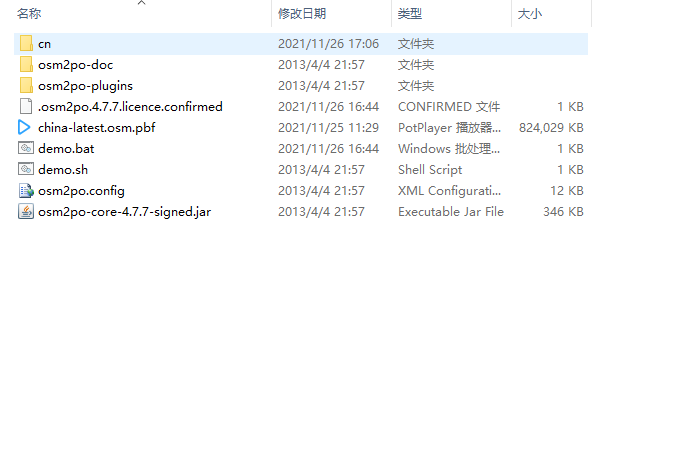 名称 修改日期 类型 大小
cn 2021/11/26 17:06 文件夹
osm2po-doc 2013/4/4 21:57 文件夹
osm2po-plugins 2013/4/4 21:57 文件夹
.osm2po.4.7.7.licence.confirmed 2021/11/26 16:44 CONFIRMED 文件 1 KB
china-latest.osm.pbf 2021/11/25 11:29 PotPlayer 播放器... 824,029 KB
demo.bat 2021/11/26 16:44 Windows 批处理... 1 KB
demo.sh 2013/4/4 21:57 Shell Script 1 KB
osm2po.config 2013/4/4 21:57 XML Configurati... 12 KB
osm2po-core-4.7.7-signed.jar 2013/4/4 21:57 Executable Jar File 346 KB